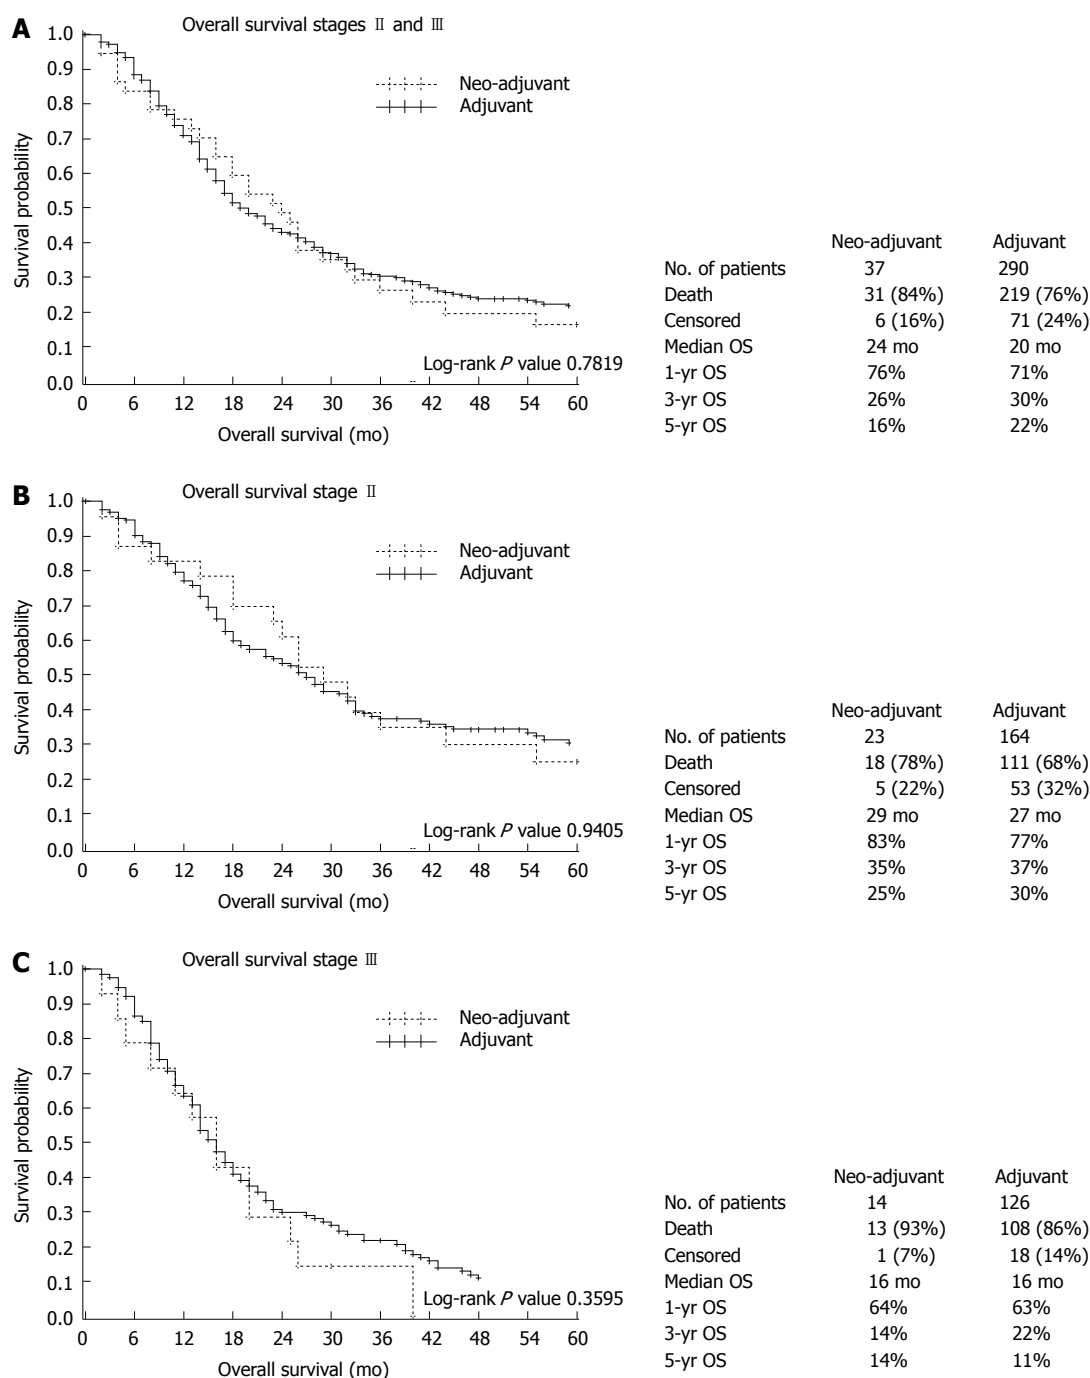 A
Overall survival stages Ⅱ and Ⅲ
Survival probability
1.0
0.9
0.8
0.7
0.6
0.5
0.4
0.3
0.2
0.1
0.0
Neo-adjuvant
Adjuvant
Log-rank P value 0.7819
0 6 12 18 24 30 36 42 48 54 60
Overall survival (mo)
Neo-adjuvant Adjuvant
No. of patients 37 290
Death 31 (84%) 219 (76%)
Censored 6 (16%) 71 (24%)
Median OS 24 mo 20 mo
1-yr OS 76% 71%
3-yr OS 26% 30%
5-yr OS 16% 22%
B
Overall survival stage Ⅱ
Survival probability
1.0
0.9
0.8
0.7
0.6
0.5
0.4
0.3
0.2
0.1
0.0
Neo-adjuvant
Adjuvant
Log-rank P value 0.9405
0 6 12 18 24 30 36 42 48 54 60
Overall survival (mo)
Neo-adjuvant Adjuvant
No. of patients 23 164
Death 18 (78%) 111 (68%)
Censored 5 (22%) 53 (32%)
Median OS 29 mo 27 mo
1-yr OS 83% 77%
3-yr OS 35% 37%
5-yr OS 25% 30%
C
Overall survival stage Ⅲ
Survival probability
1.0
0.9
0.8
0.7
0.6
0.5
0.4
0.3
0.2
0.1
0.0
Neo-adjuvant
Adjuvant
Log-rank P value 0.3595
0 6 12 18 24 30 36 42 48 54 60
Overall survival (mo)
Neo-adjuvant Adjuvant
No. of patients 14 126
Death 13 (93%) 108 (86%)
Censored 1 (7%) 18 (14%)
Median OS 16 mo 16 mo
1-yr OS 64% 63%
3-yr OS 14% 22%
5-yr OS 14% 11%